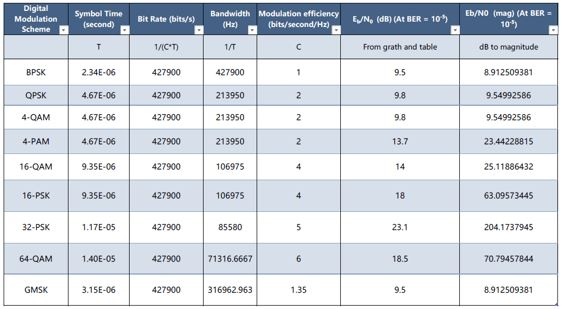 Digital Modulation Scheme Symbol Time (second) Bit Rate (bits/s) Bandwidth (Hz) Modulation efficiency (bits/second/Hz) Eb/N0 (dB) (At BER = 10-5) Eb/N0 (mag) (At BER = 10-5)
T 1/(C*T) 1/T C From grath and table dB to magnitude
BPSK 2.34E-06 427900 427900 1 9.5 8.912509381
QPSK 4.67E-06 427900 213950 2 9.8 9.54992586
4-QAM 4.67E-06 427900 213950 2 9.8 9.54992586
4-PAM 4.67E-06 427900 213950 2 13.7 23.44228815
16-QAM 9.35E-06 427900 106975 4 14 25.11886432
16-PSK 9.35E-06 427900 106975 4 18 63.09573445
32-PSK 1.17E-05 427900 85580 5 23.1 204.1737945
64-QAM 1.40E-05 427900 71316.6667 6 18.5 70.79457844
GMSK 3.15E-06 427900 316962.963 1.35 9.5 8.912509381